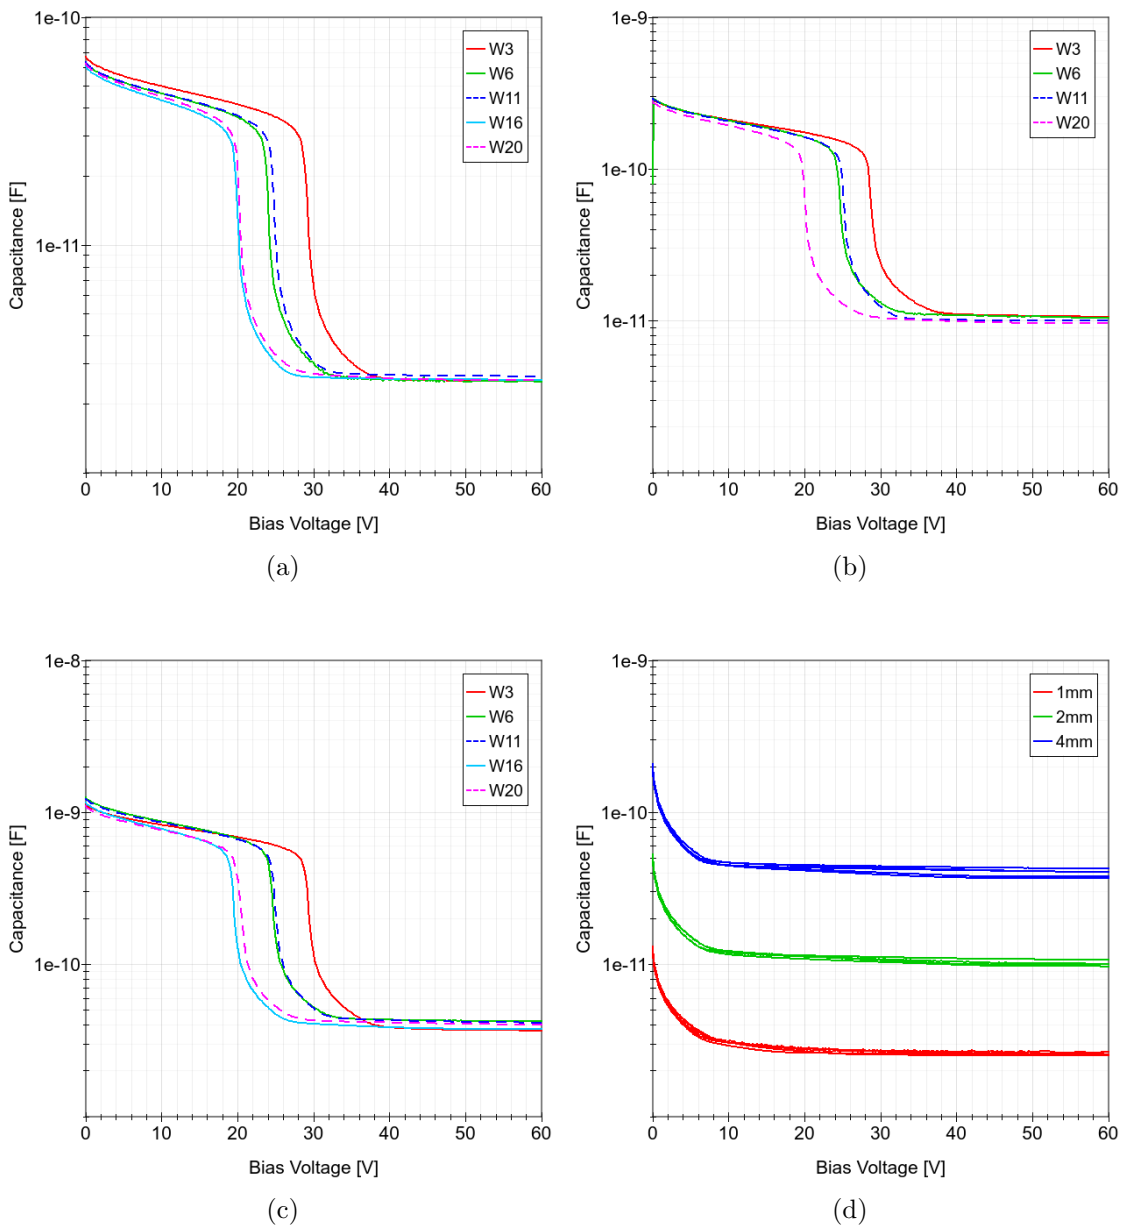 1e-10
1e-11
Capacitance [F]
0 10 20 30 40 50 60
Bias Voltage [V]
W3
W6
W11
W16
W20
(a)
1e-9
1e-10
1e-11
Capacitance [F]
0 10 20 30 40 50 60
Bias Voltage [V]
W3
W6
W11
W20
(b)
1e-8
1e-9
1e-10
Capacitance [F]
0 10 20 30 40 50 60
Bias Voltage [V]
W3
W6
W11
W16
W20
(c)
1e-9
1e-10
1e-11
Capacitance [F]
0 10 20 30 40 50 60
Bias Voltage [V]
1mm
2mm
4mm
(d)